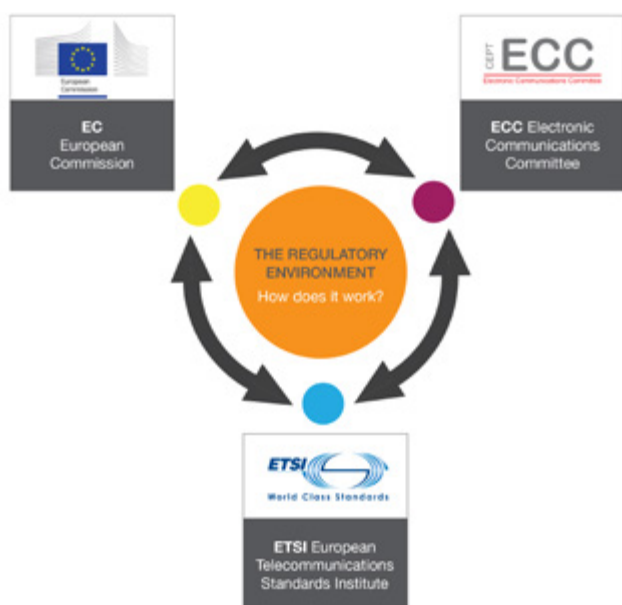 European
Commission
EC
European
Commission
CEPT
ECC
Electronic Communications Committee
ECC Electronic
Communications
Committee
THE REGULATORY
ENVIRONMENT
How does it work?
ETSI
World Class Standards
ETSI European
Telecommunications
Standards Institute